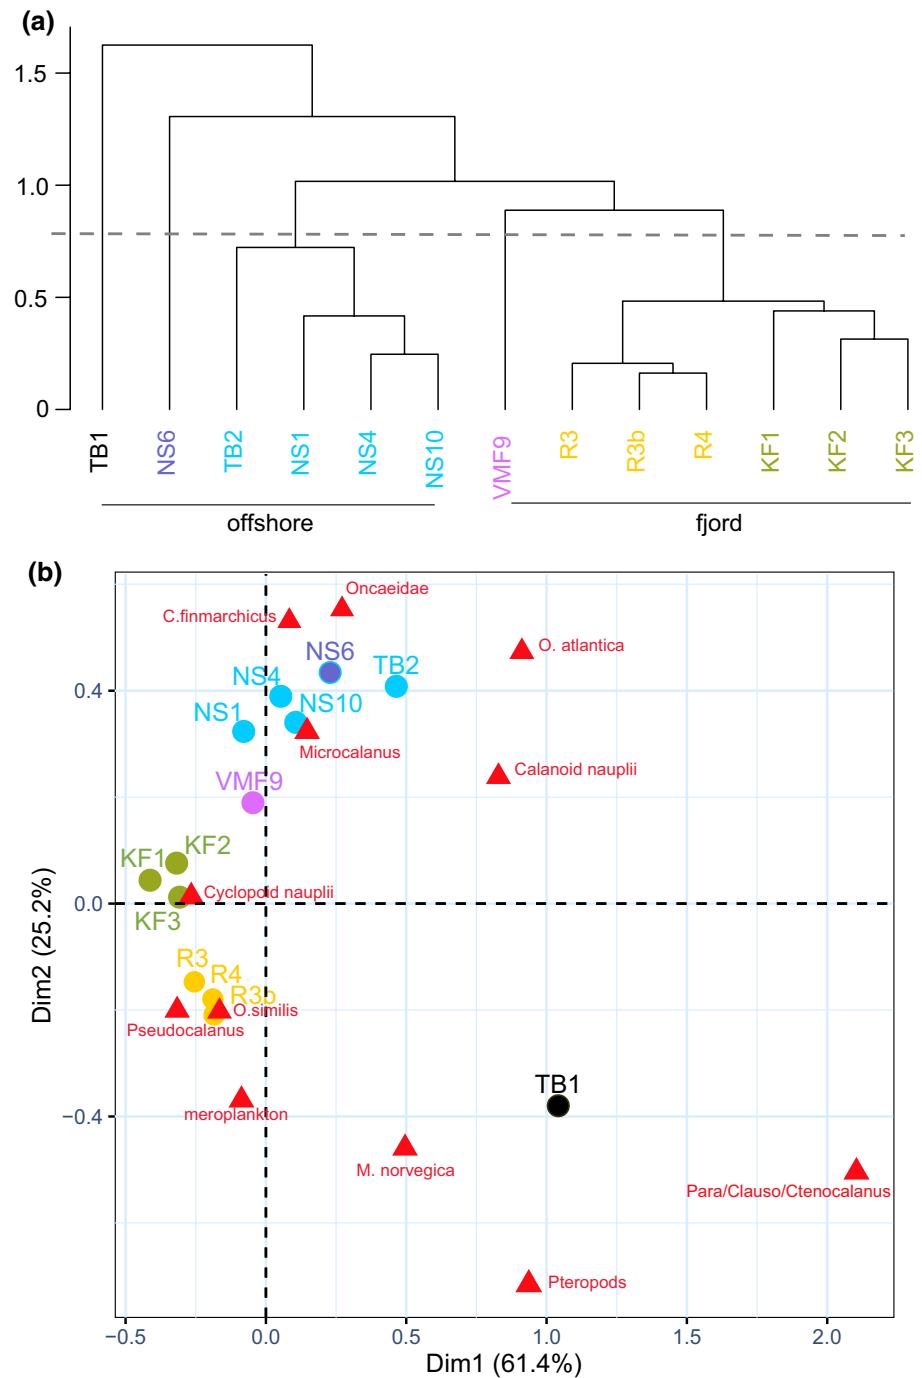 (a)
1.5
1.0
0.5
0
TB1
NS6
TB2
NS1
NS4
NS10
VMF9
R3
R3b
R4
KF1
KF2
KF3
offshore
fjord
(b)
Oncaeidae
C.finmarchicus
O. atlantica
NS6
TB2
NS4
NS10
NS1
Microcalanus
Calanoid nauplii
VMF9
KF1
KF2
Cyclopoid nauplii
KF3
R3
R4
R3b
O.similis
Pseudocalanus
meroplankton
TB1
M. norvegica
Para/Clauso/Ctenocalanus
Pteropods
0.4
0.0
−0.4
Dim2 (25.2%)
−0.5
0.0
0.5
1.0
1.5
2.0
Dim1 (61.4%)